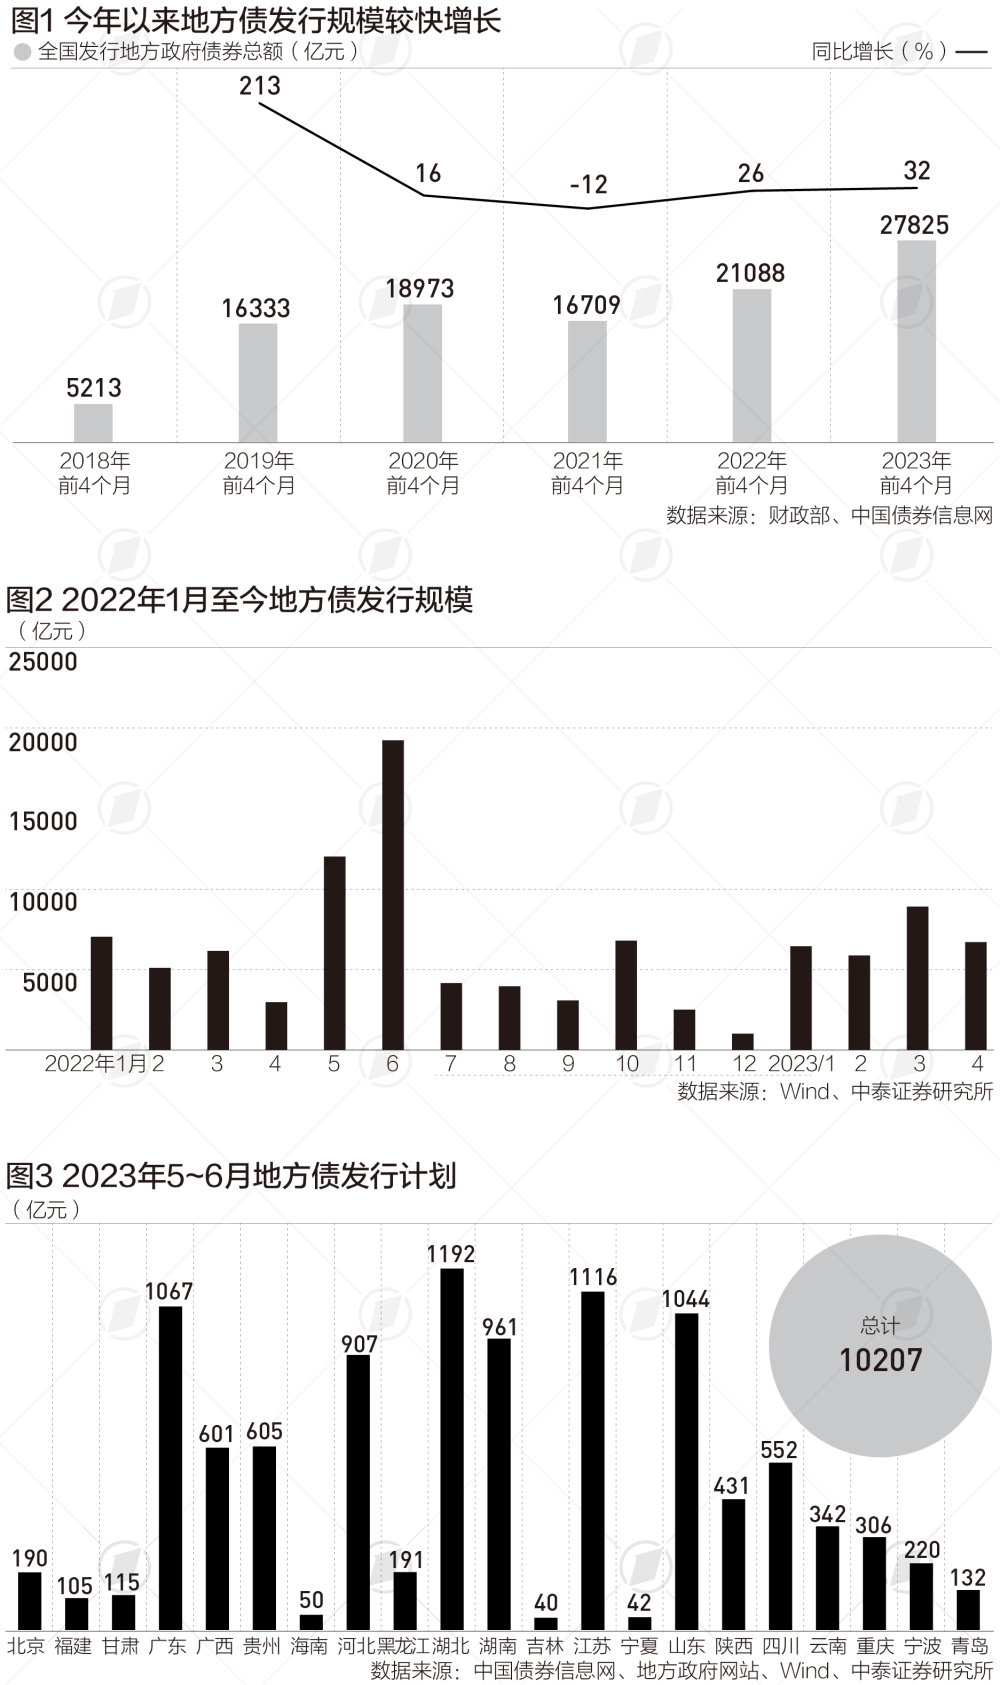 图1 今年以来地方债发行规模较快增长
全国发行地方政府债券总额（亿元）
同比增长（%）
213
16
-12
26
32
5213
16333
18973
16709
21088
27825
2018年 2019年 2020年 2021年 2022年 2023年
前4个月 前4个月 前4个月 前4个月 前4个月 前4个月
数据来源：财政部、中国债券信息网
图2 2022年1月至今地方债发行规模
（亿元）
25000
20000
15000
10000
5000
2022年1月 2 3 4 5 6 7 8 9 10 11 12 2023/1 2 3 4
数据来源：Wind、中泰证券研究所
图3 2023年5~6月地方债发行计划
（亿元）
总计
10207
190 105 115 1067 601 605 50 907 191 1192 961 40 1116 42 1044 431 552 342 306 220 132
北京 福建 甘肃 广东 广西 贵州 海南 河北 黑龙江 湖北 湖南 吉林 江苏 宁夏 山东 陕西 四川 云南 重庆 宁波 青岛
数据来源：中国债券信息网、地方政府网站、Wind、中泰证券研究所